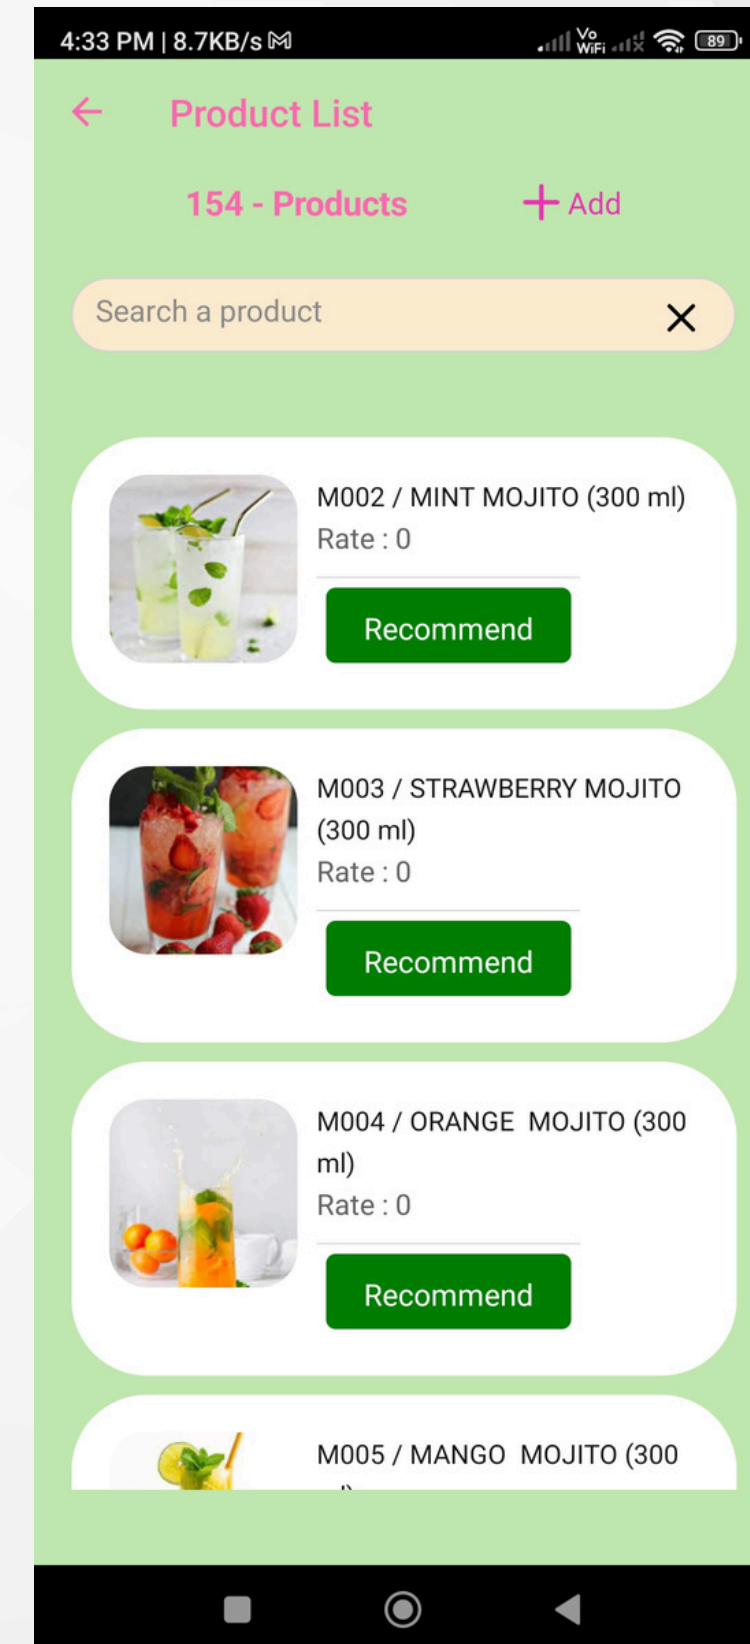 4:33 PM | 8.7KB/s
Vo
WiFi
89
Product List
154 - Products
Add
Search a product
M002 / MINT MOJITO (300 ml)
Rate : 0
Recommend
M003 / STRAWBERRY MOJITO
(300 ml)
Rate : 0
Recommend
M004 / ORANGE  MOJITO (300
ml)
Rate : 0
Recommend
M005 / MANGO  MOJITO (300